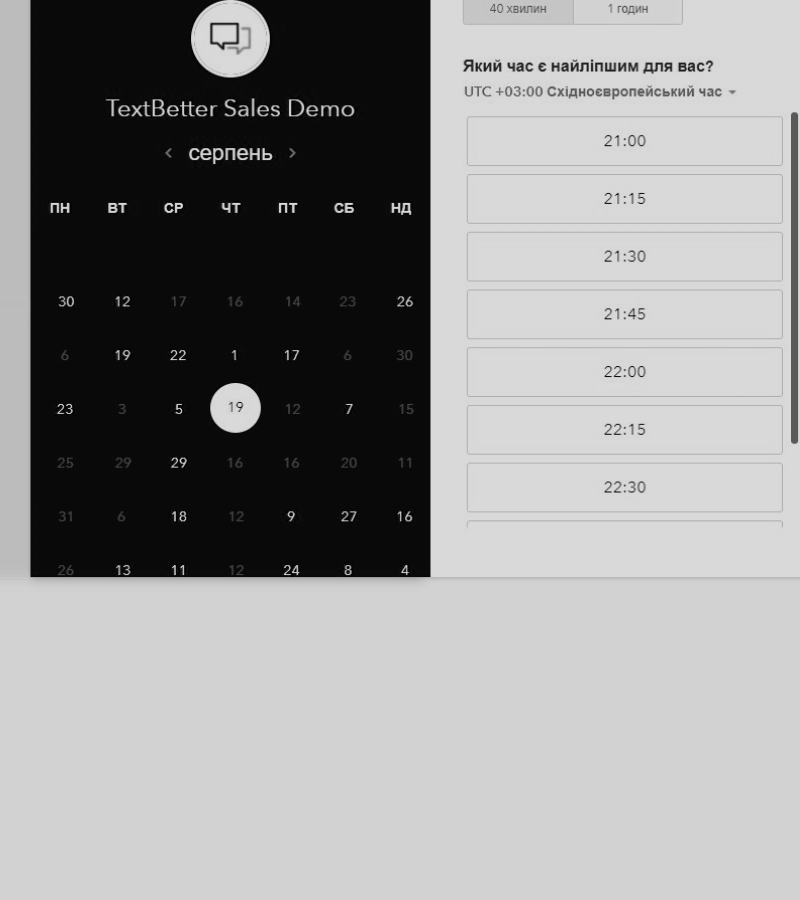 TextBetter Sales Demo
серпень
ПН ВТ СР ЧТ ПТ СБ НД
30 12 17 16 14 23 26
6 19 22 1 17 6 30
23 3 5 19 12 7 15
25 29 29 16 16 20 11
31 6 18 12 9 27 16
26 13 11 12 24 8 4
40 хвилин 1 годин
Який час є найліпшим для вас?
UTC +03:00 Східноєвропейський час
21:00
21:15
21:30
21:45
22:00
22:15
22:30